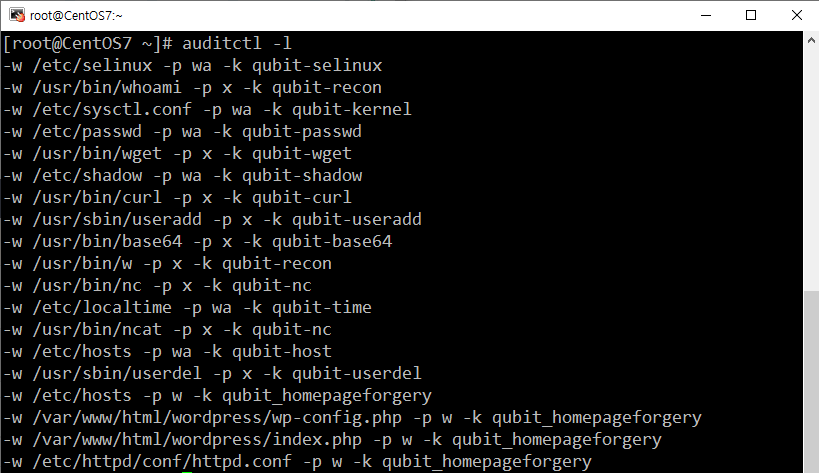 root@CentOS7:~
[root@CentOS7 ~]# auditctl -l
-w /etc/selinux -p wa -k qubit-selinux
-w /usr/bin/whoami -p x -k qubit-recon
-w /etc/sysctl.conf -p wa -k qubit-kernel
-w /etc/passwd -p wa -k qubit-passwd
-w /usr/bin/wget -p x -k qubit-wget
-w /etc/shadow -p wa -k qubit-shadow
-w /usr/bin/curl -p x -k qubit-curl
-w /usr/sbin/useradd -p x -k qubit-useradd
-w /usr/bin/base64 -p x -k qubit-base64
-w /usr/bin/w -p x -k qubit-recon
-w /usr/bin/nc -p x -k qubit-nc
-w /etc/localtime -p wa -k qubit-time
-w /usr/bin/ncat -p x -k qubit-nc
-w /etc/hosts -p wa -k qubit-host
-w /usr/sbin/userdel -p x -k qubit-userdel
-w /etc/hosts -p w -k qubit_homepageforgery
-w /var/www/html/wordpress/wp-config.php -p w -k qubit_homepageforgery
-w /var/www/html/wordpress/index.php -p w -k qubit_homepageforgery
-w /etc/httpd/conf/httpd.conf -p w -k qubit_homepageforgery